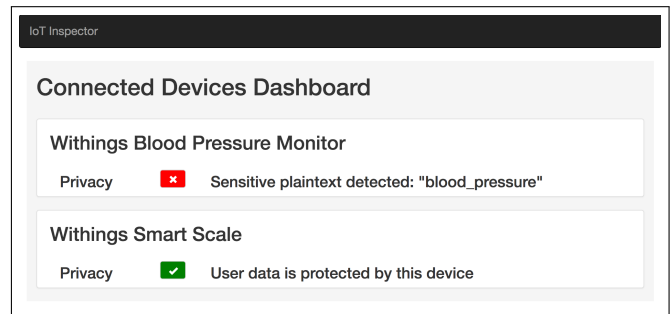 IoT Inspector
Connected Devices Dashboard
Withings Blood Pressure Monitor
Privacy Sensitive plaintext detected: "blood_pressure"
Withings Smart Scale
Privacy User data is protected by this device